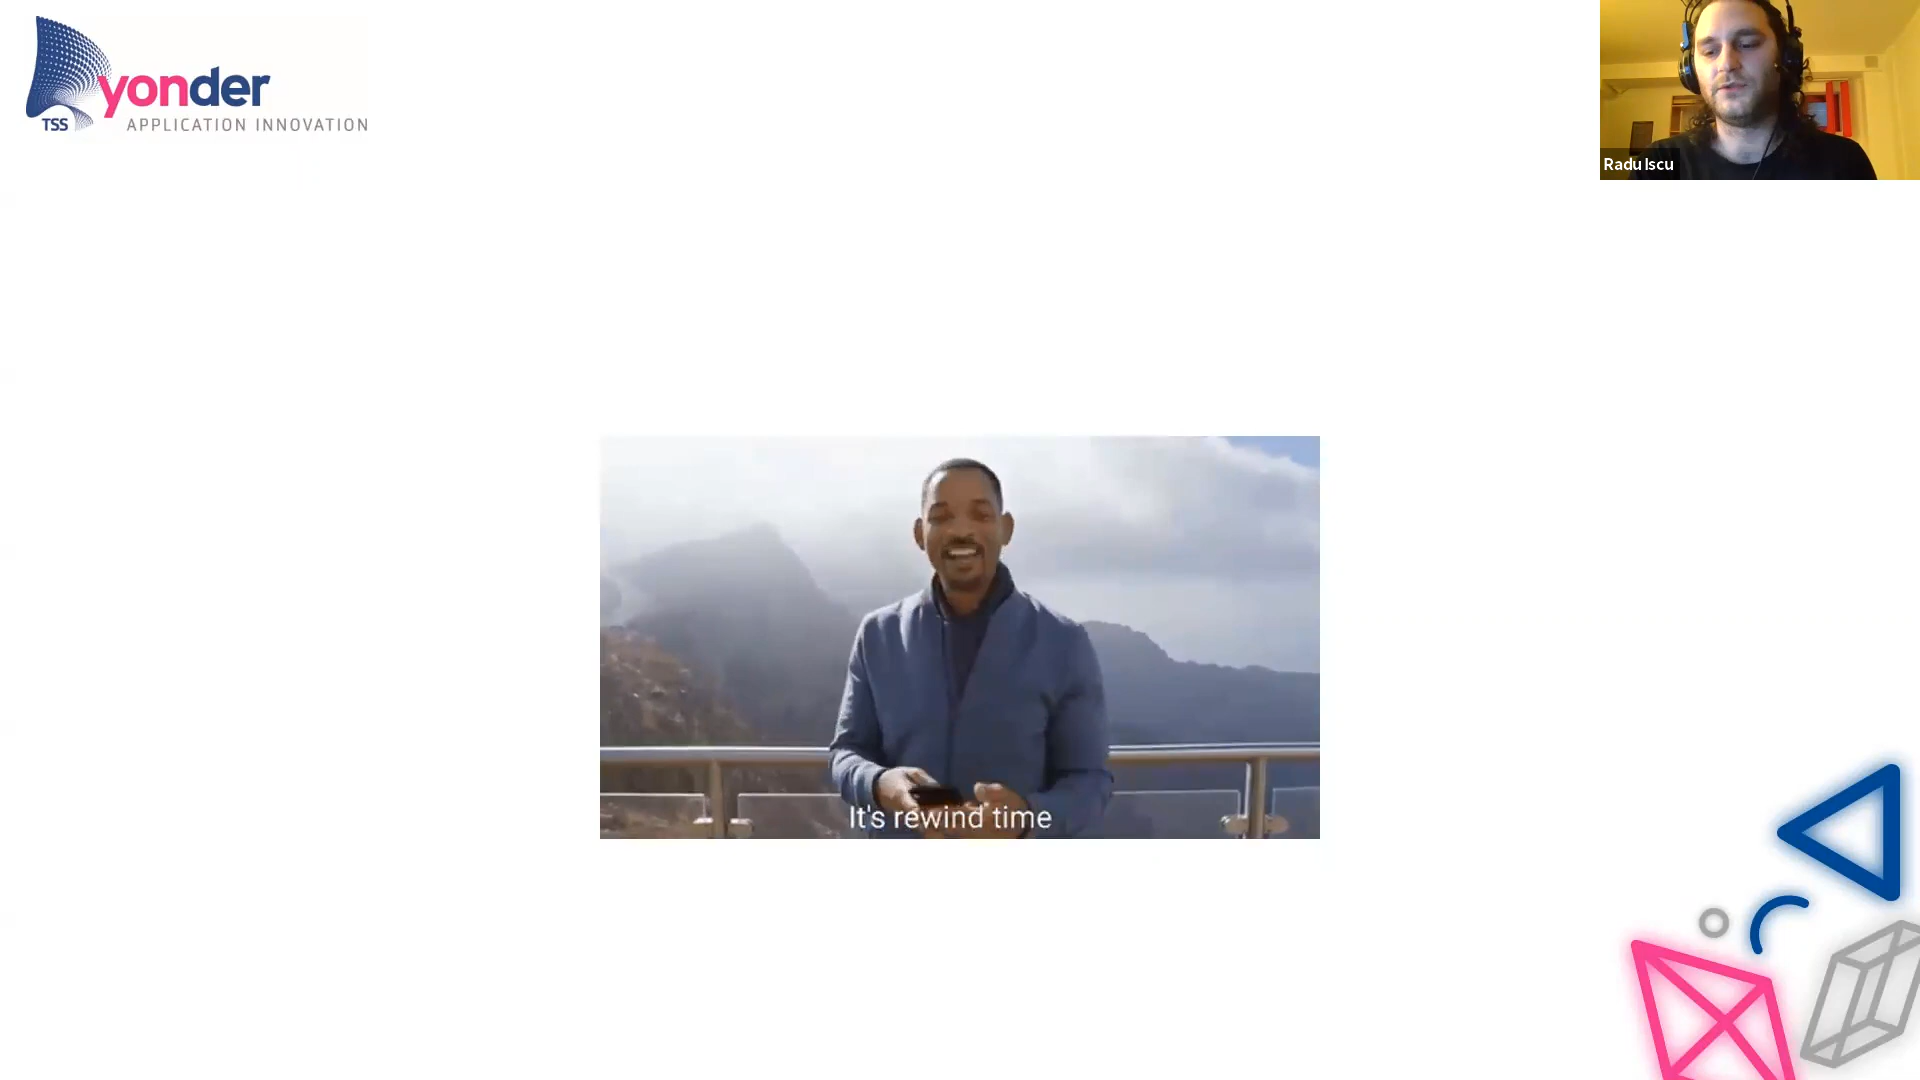 yonder
TSS
APPLICATION INNOVATION
Radu Iscu
It's rewind time